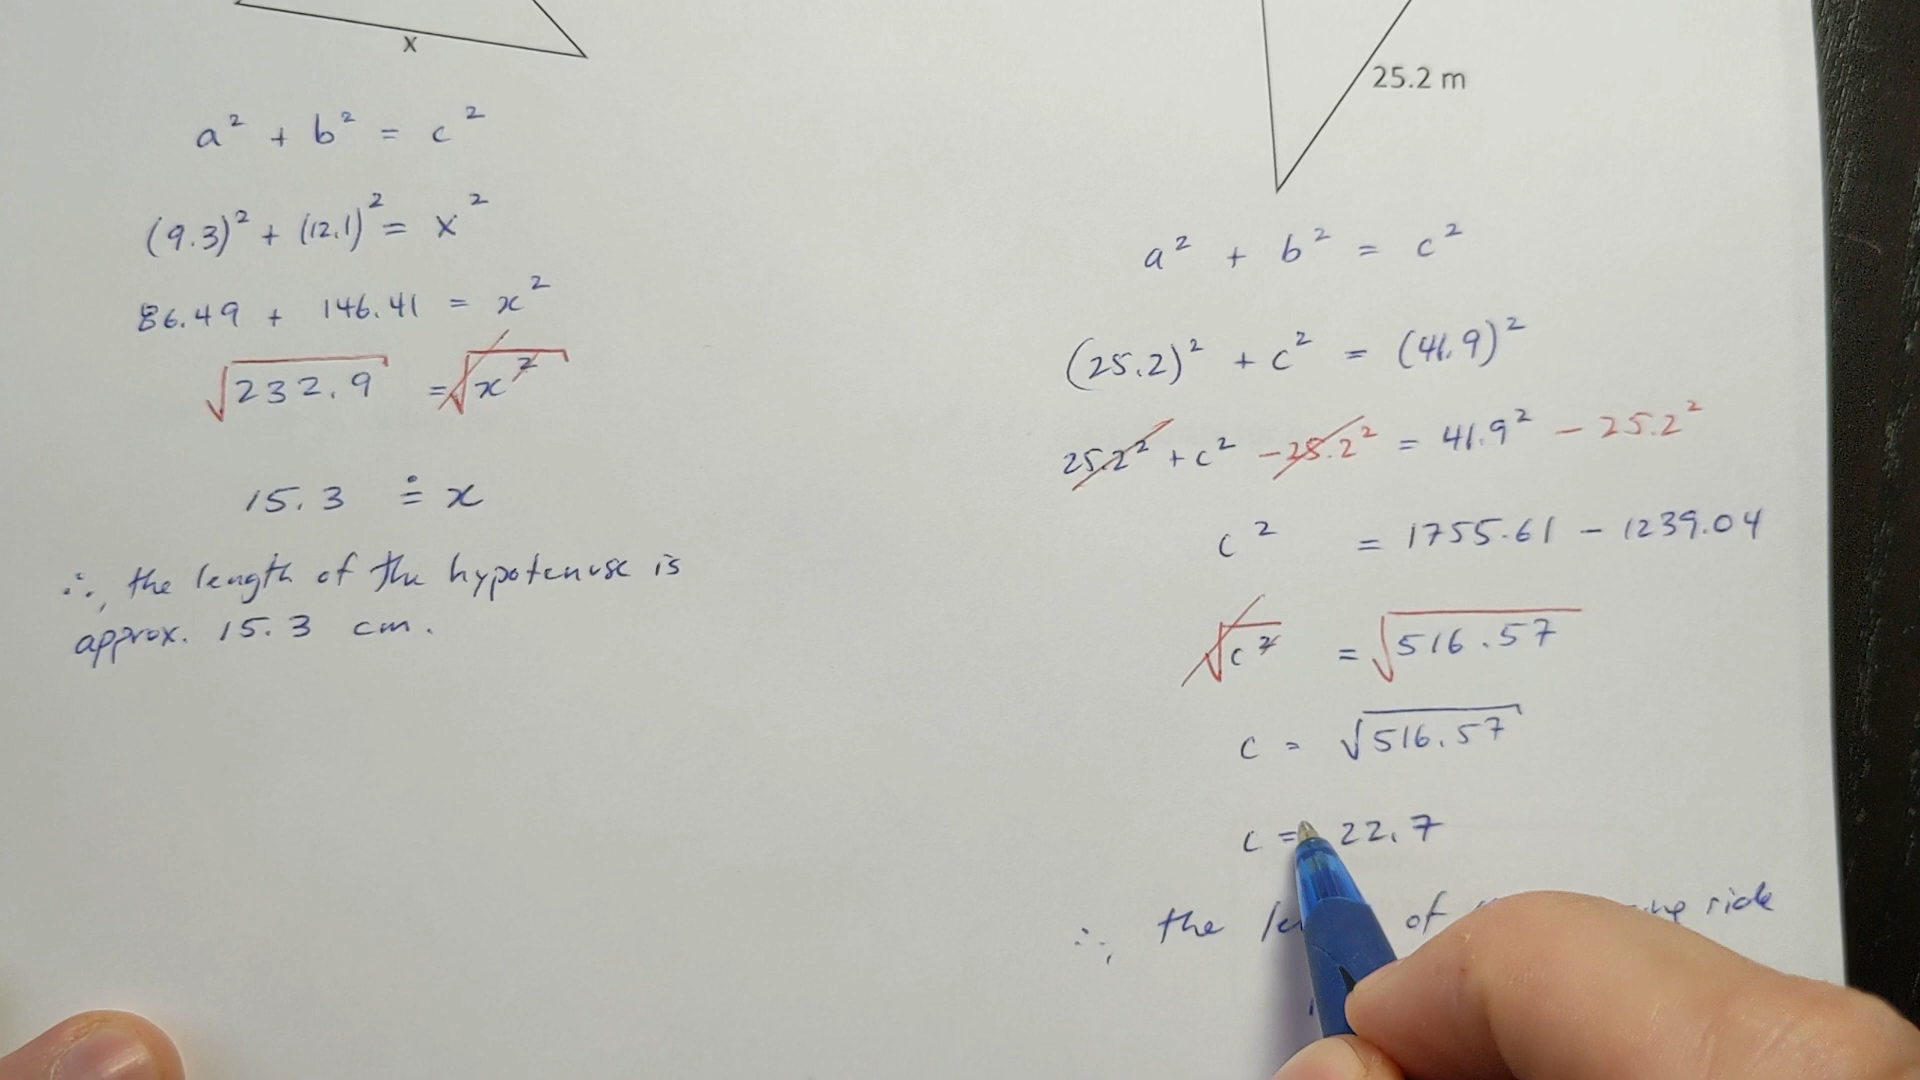 x
a² + b² = c²
(9.3)² + (12.1)² = x²
86.49 + 146.41 = x²
√232.9 = √x²
15.3 ≐ x
∴, the length of the hypotenuse is
approx. 15.3 cm.
25.2 m
a² + b² = c²
(25.2)² + c² = (41.9)²
25.2² + c² - 25.2² = 41.9² - 25.2²
c² = 1755.61 - 1239.04
√c² = √516.57
c = √516.57
c = 22.7
∴, the of side